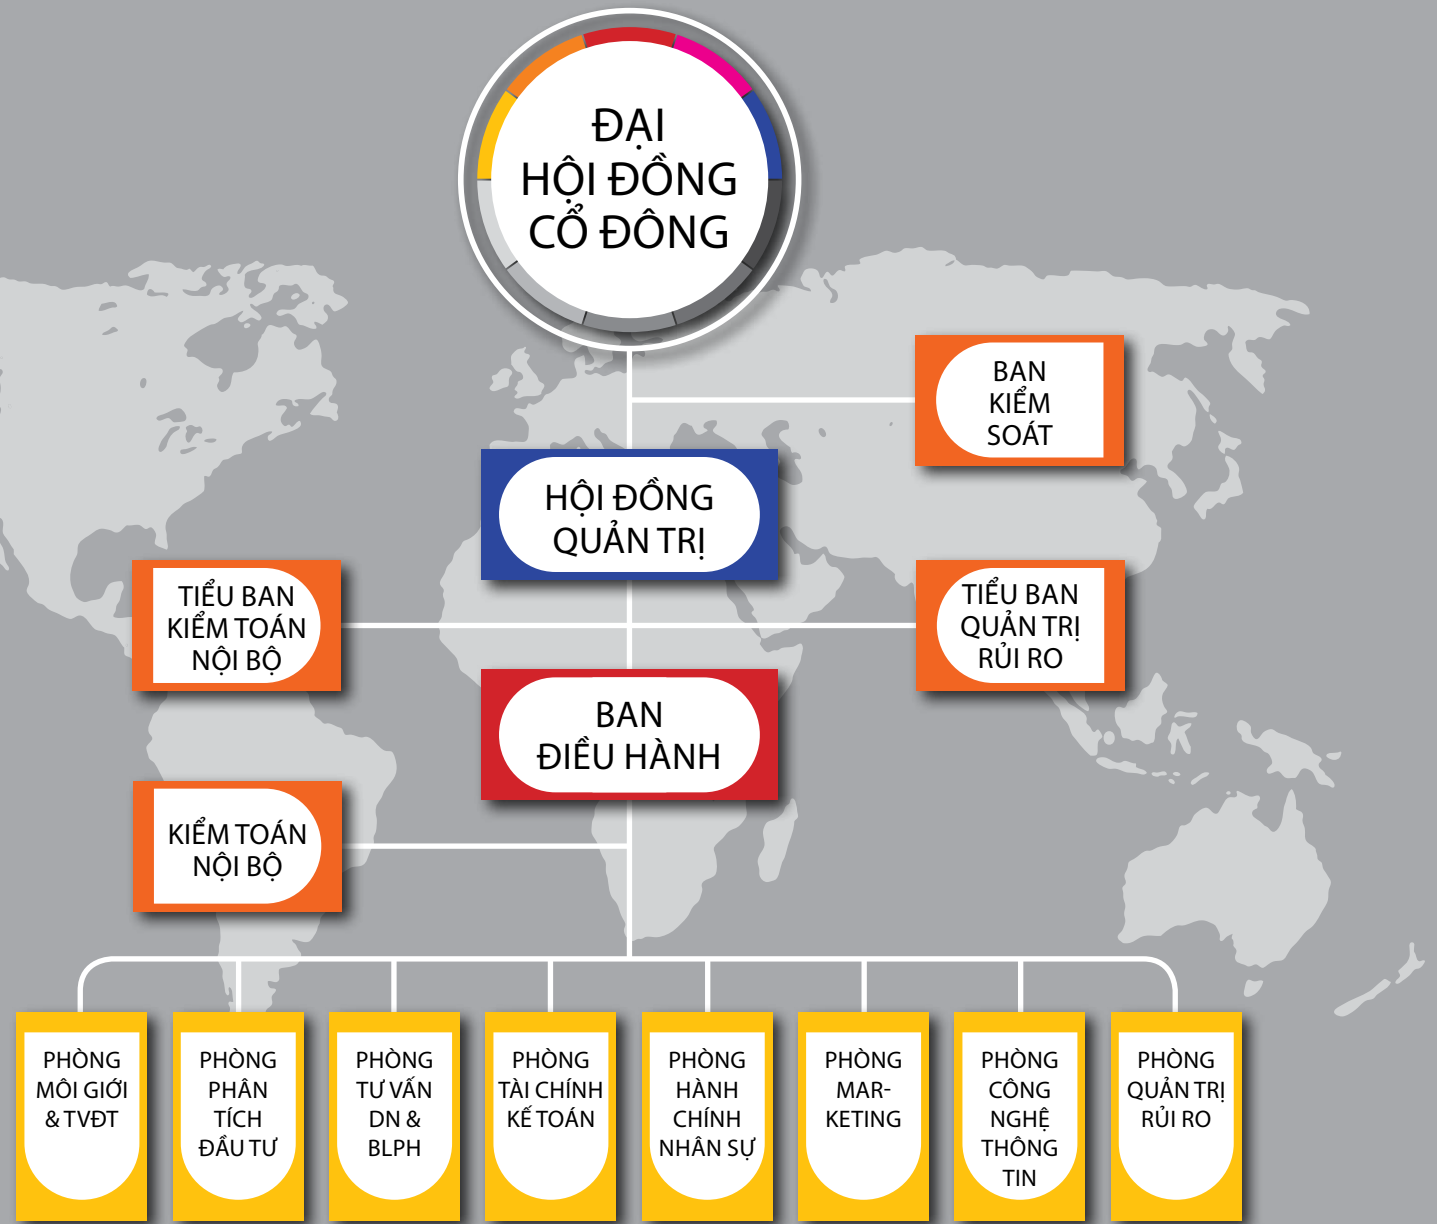 ĐẠI
HỘI ĐỒNG
CỔ ĐÔNG
BAN
KIỂM
SOÁT
HỘI ĐỒNG
QUẢN TRỊ
TIỂU BAN
KIỂM TOÁN
NỘI BỘ
TIỂU BAN
QUẢN TRỊ
RỦI RO
BAN
ĐIỀU HÀNH
KIỂM TOÁN
NỘI BỘ
PHÒNG
MÔI GIỚI
& TVĐT
PHÒNG
PHÂN
TÍCH
ĐẦU TƯ
PHÒNG
TƯ VẤN
DN &
BLPH
PHÒNG
TÀI CHÍNH
KẾ TOÁN
PHÒNG
HÀNH
CHÍNH
NHÂN SỰ
PHÒNG
MAR-
KETING
PHÒNG
CÔNG
NGHỆ
THÔNG
TIN
PHÒNG
QUẢN TRỊ
RỦI RO